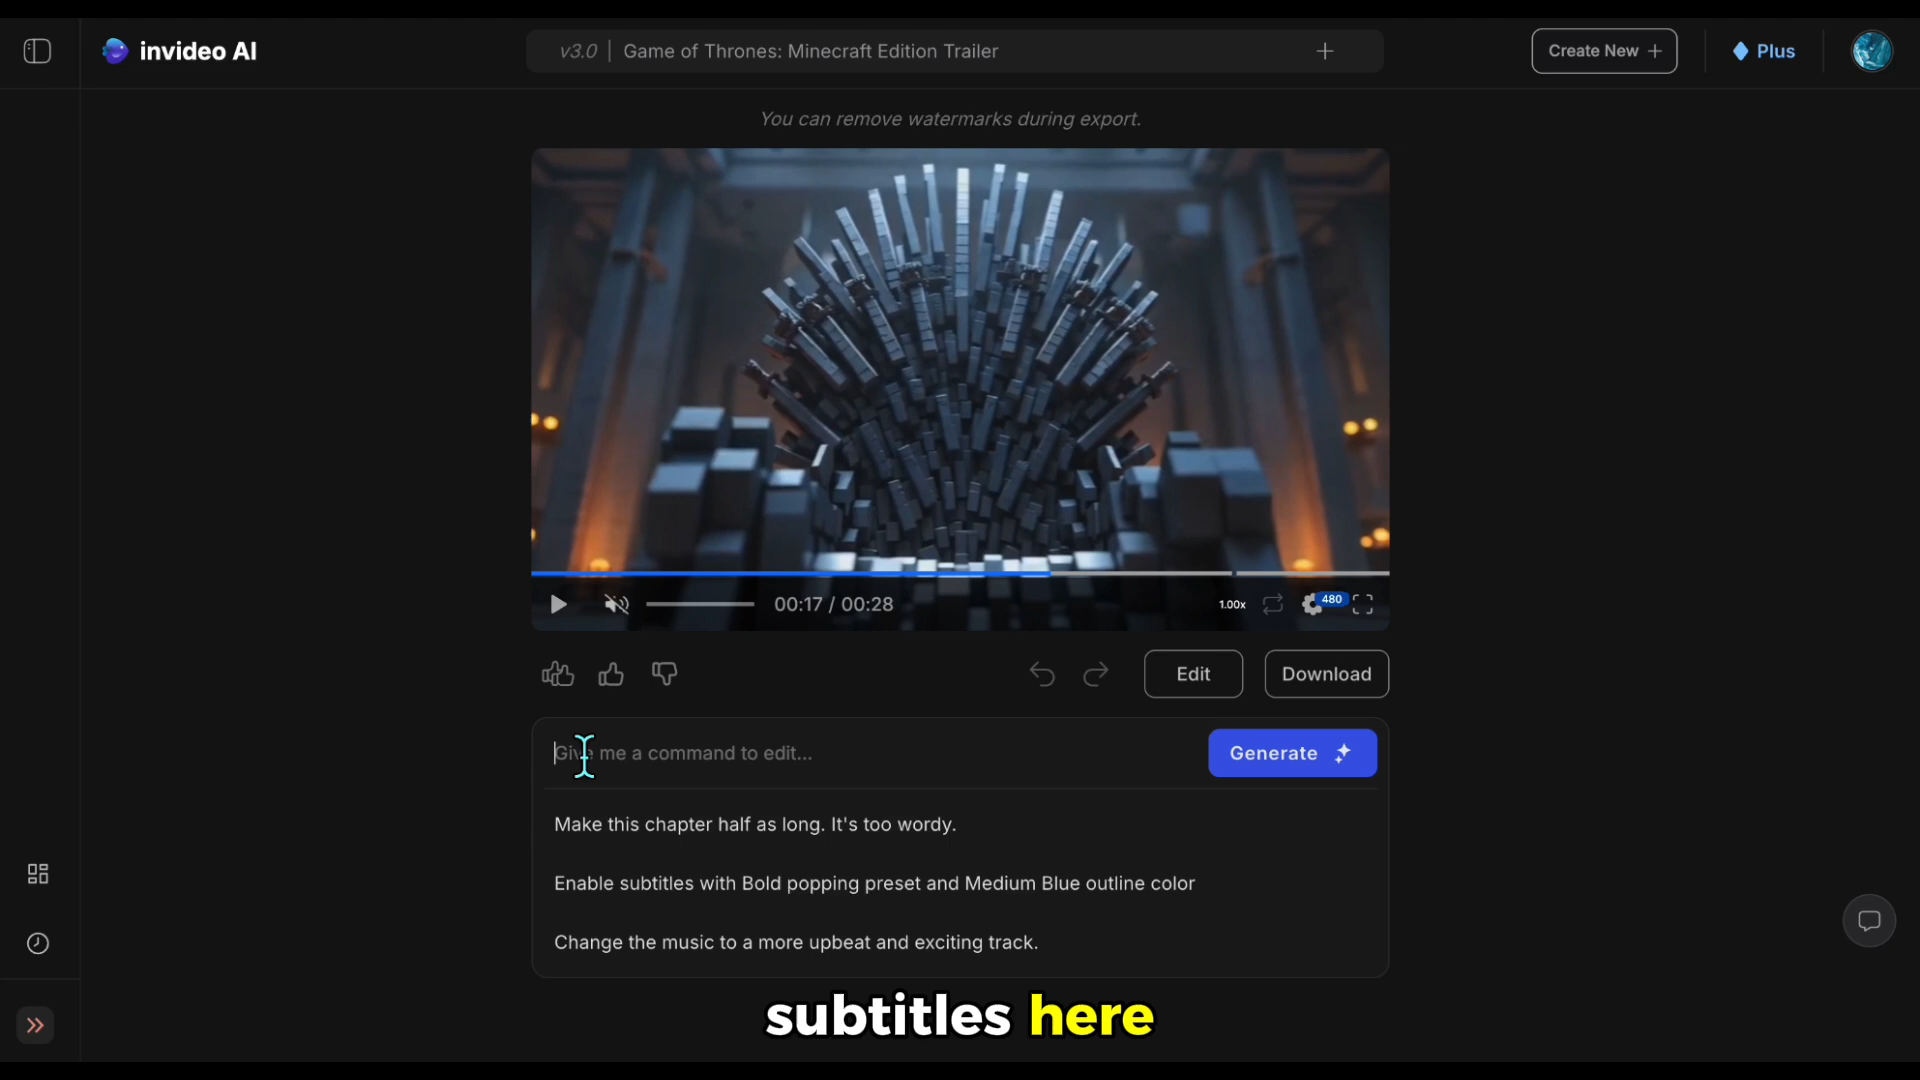 invideo AI
v3.0 | Game of Thrones: Minecraft Edition Trailer +
Create New +
Plus
You can remove watermarks during export.
00:17 / 00:28
1.00x
480
Edit
Download
Give me a command to edit...
Generate
Make this chapter half as long. It's too wordy.
Enable subtitles with Bold popping preset and Medium Blue outline color
Change the music to a more upbeat and exciting track.
subtitles here